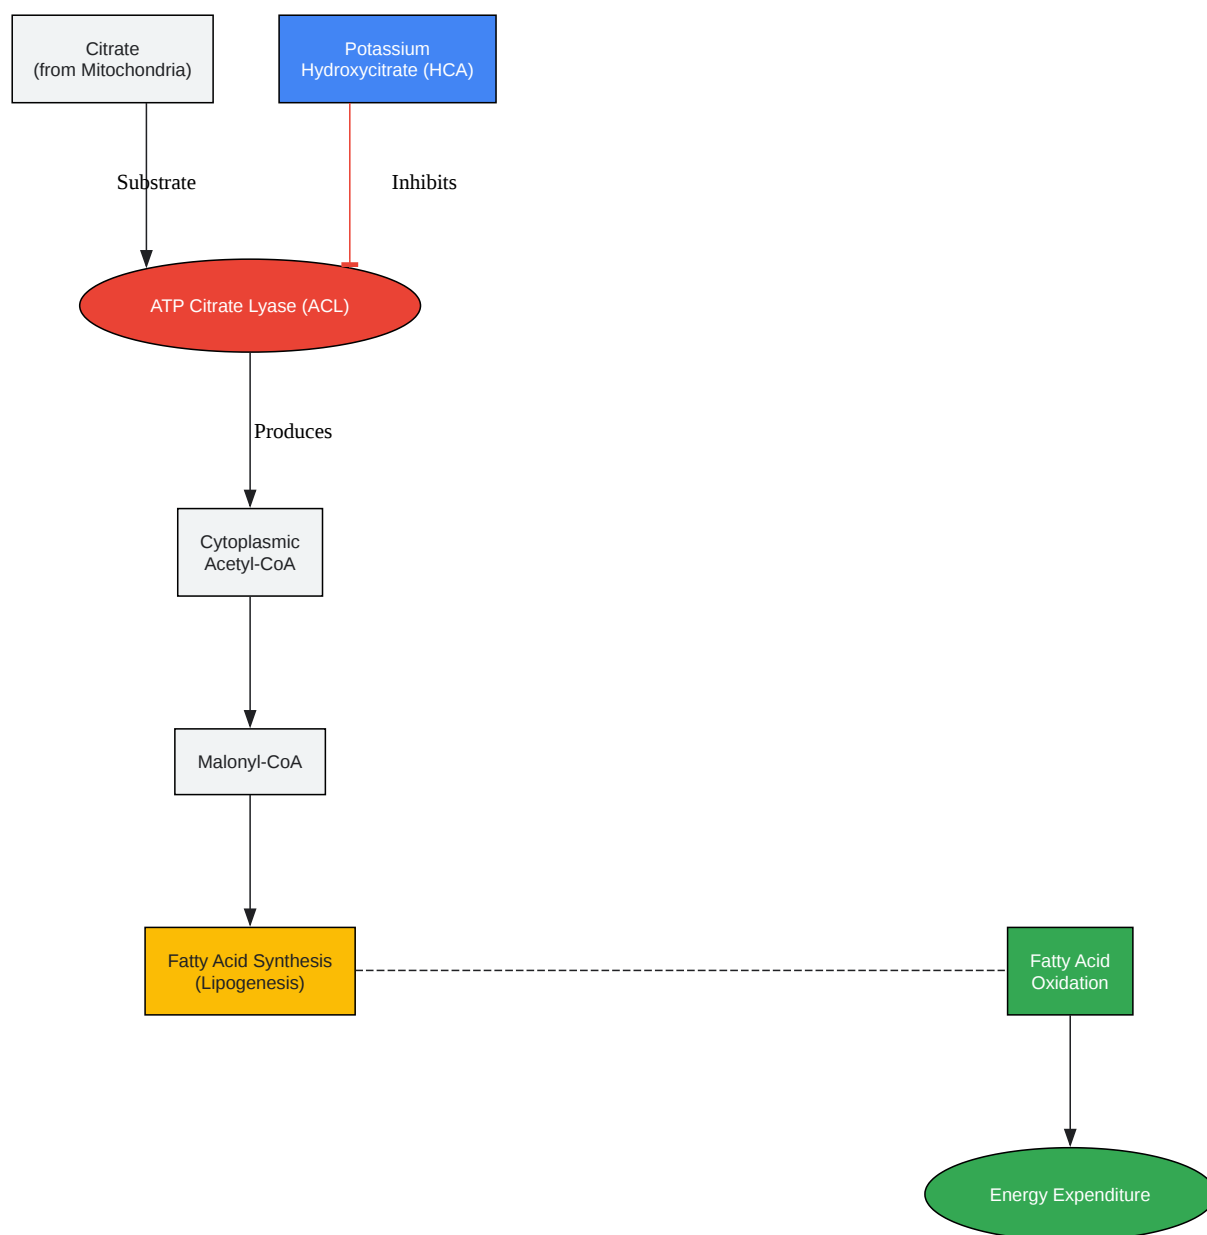 Citrate
(from Mitochondria)
Potassium
Hydroxycitrate (HCA)
Substrate
Inhibits
ATP Citrate Lyase (ACL)
Produces
Cytoplasmic
Acetyl-CoA
Malonyl-CoA
Fatty Acid Synthesis
(Lipogenesis)
Fatty Acid
Oxidation
Energy Expenditure